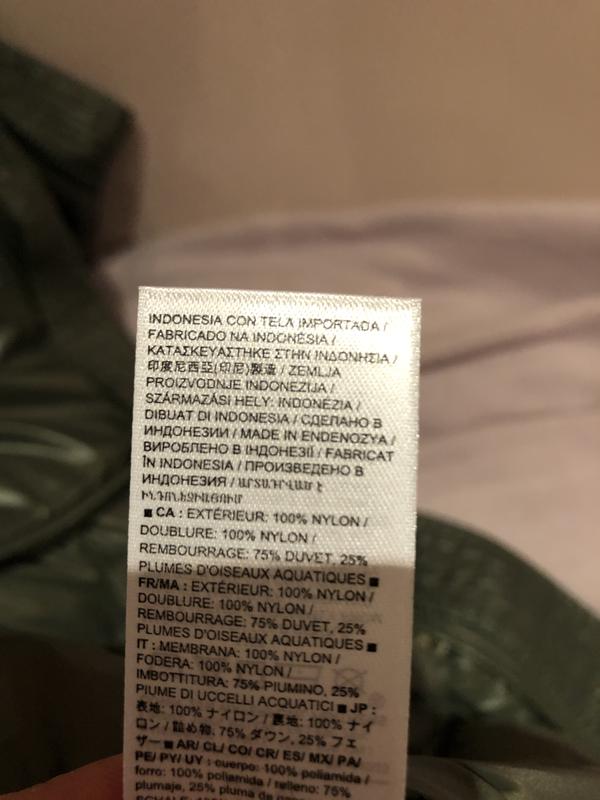 INDONESIA CON TELA IMPORTADA /
FABRICADO NA INDONÉSIA /
ΚΑΤΑΣΚΕΥΑΣΤΗΚΕ ΣΤΗΝ ΙΝΔΟΝΗΣΙΑ /
印度尼西亞(印尼)製造 / ZEMLJA
PROIZVODNJE INDONEZIJA /
SZÁRMAZÁSI HELY: INDONÉZIA /
DIBUAT DI INDONESIA / СДЕЛАНО В
ИНДОНЕЗИИ / MADE IN ENDENOZYA /
ВИРОБЛЕНО В ІНДОНЕЗІЇ / FABRICAT
ÎN INDONESIA / ПРОИЗВЕДЕНО В
ИНДОНЕЗИЯ / ԱՐՏԱԴՐՎԱԾ Է
ԻՆԴՈՆԵԶԻԱՅՈՒՄ
■ CA : EXTÉRIEUR: 100% NYLON /
DOUBLURE: 100% NYLON /
REMBOURRAGE: 75% DUVET, 25%
PLUMES D'OISEAUX AQUATIQUES ■
FR/MA : EXTÉRIEUR: 100% NYLON /
DOUBLURE: 100% NYLON /
REMBOURRAGE: 75% DUVET, 25%
PLUMES D'OISEAUX AQUATIQUES ■
IT : MEMBRANA: 100% NYLON /
FODERA: 100% NYLON /
IMBOTTITURA: 75% PIUMINO, 25%
PIUME DI UCCELLI ACQUATICI ■ JP :
表地: 100% ナイロン / 裏地: 100% ナイ
ロン / 詰め物: 75% ダウン, 25% フェ
ザー ■ AR/ CL/ CO/ CR/ ES/ MX/ PA/
PE/ PY/ UY : cuerpo: 100% poliamida /
forro: 100% poliamida / relleno: 75%
plumaje, 25% pluma de